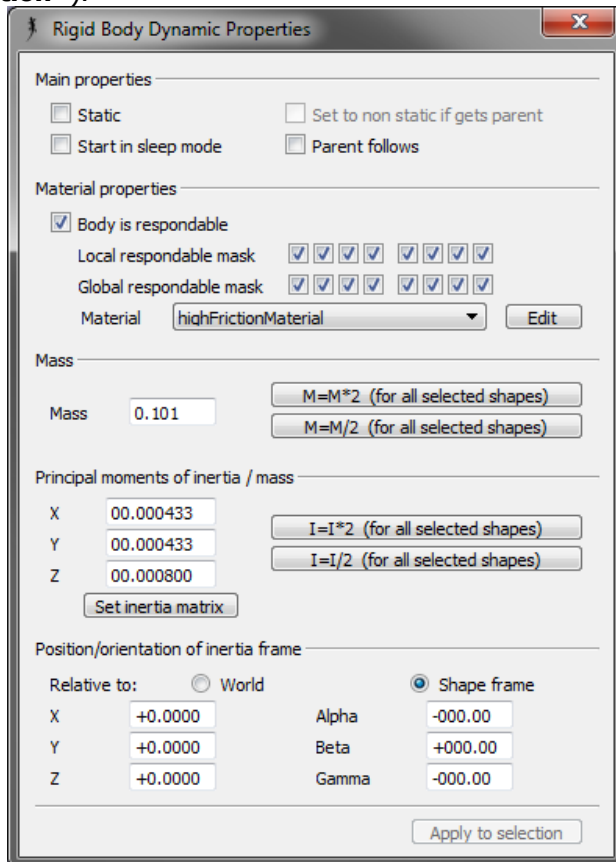 Rigid Body Dynamic Properties
Main properties
Static Set to non static if gets parent
Start in sleep mode Parent follows
Material properties
Body is respondable
Local respondable mask
Global respondable mask
Material highFrictionMaterial Edit
Mass
M=M*2 (for all selected shapes)
Mass 0.101
M=M/2 (for all selected shapes)
Principal moments of inertia / mass
X 00.000433
I=I*2 (for all selected shapes)
Y 00.000433
I=I/2 (for all selected shapes)
Z 00.000800
Set inertia matrix
Position/orientation of inertia frame
Relative to: World Shape frame
X +0.0000 Alpha -000.00
Y +0.0000 Beta +000.00
Z +0.0000 Gamma -000.00
Apply to selection